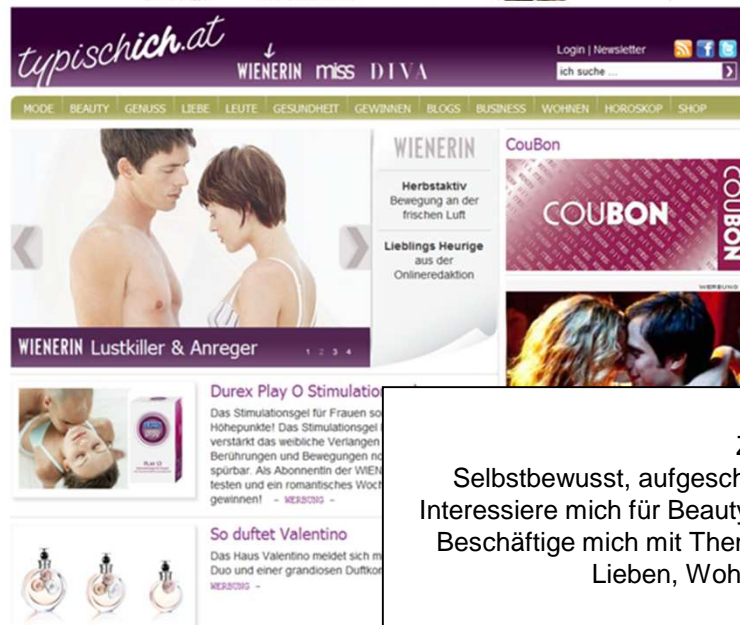 typischich.at
WIENERIN miss DIVA
Login | Newsletter
ich suche ...
MODE BEAUTY GENUSS LIEBE LEUTE GESUNDHEIT GEWINNEN BLOGS BUSINESS WOHNEN HOROSKOP SHOP
WIENERIN
Herbstaktiv
Bewegung an der
frischen Luft
Lieblings Heurige
aus der
Onlineredaktion
WIENERIN Lustkiller & Anreger
1 2 3 4
CouBon
COUBON
COUBON
WERBUNG
Durex Play O Stimulation
Das Stimulationsgel für Frauen so
Höhepunkte! Das Stimulationsgel
verstärkt das weibliche Verlangen
Berührungen und Bewegungen no
spürbar. Als Abonnentin der WIEN
testen und ein romantisches Woch
gewinnen! - WERBUNG -
So duftet Valentino
Das Haus Valentino meldet sich m
Duo und einer grandiosen Duftkor
WERBUNG -
Selbstbewusst, aufgesch
Interessiere mich für Beauty
Beschäftige mich mit Ther
Lieben, Woh